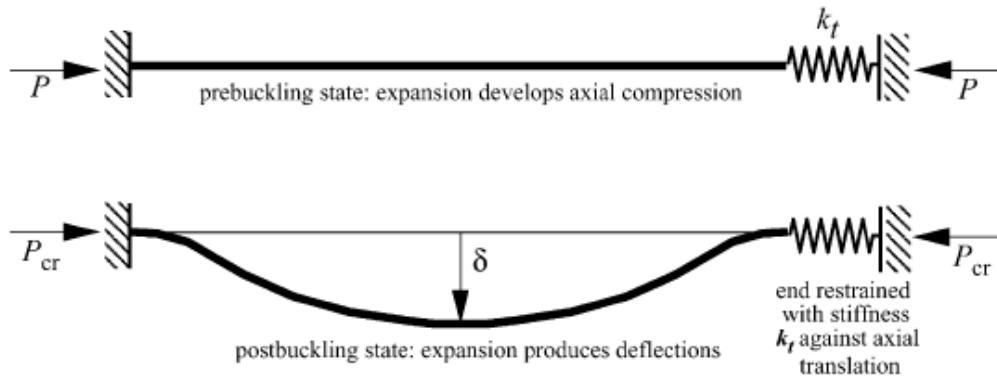 k_t
P
P
prebuckling state: expansion develops axial compression
P_cr
δ
P_cr
end restrained
with stiffness
k_t against axial
translation
postbuckling state: expansion produces deflections